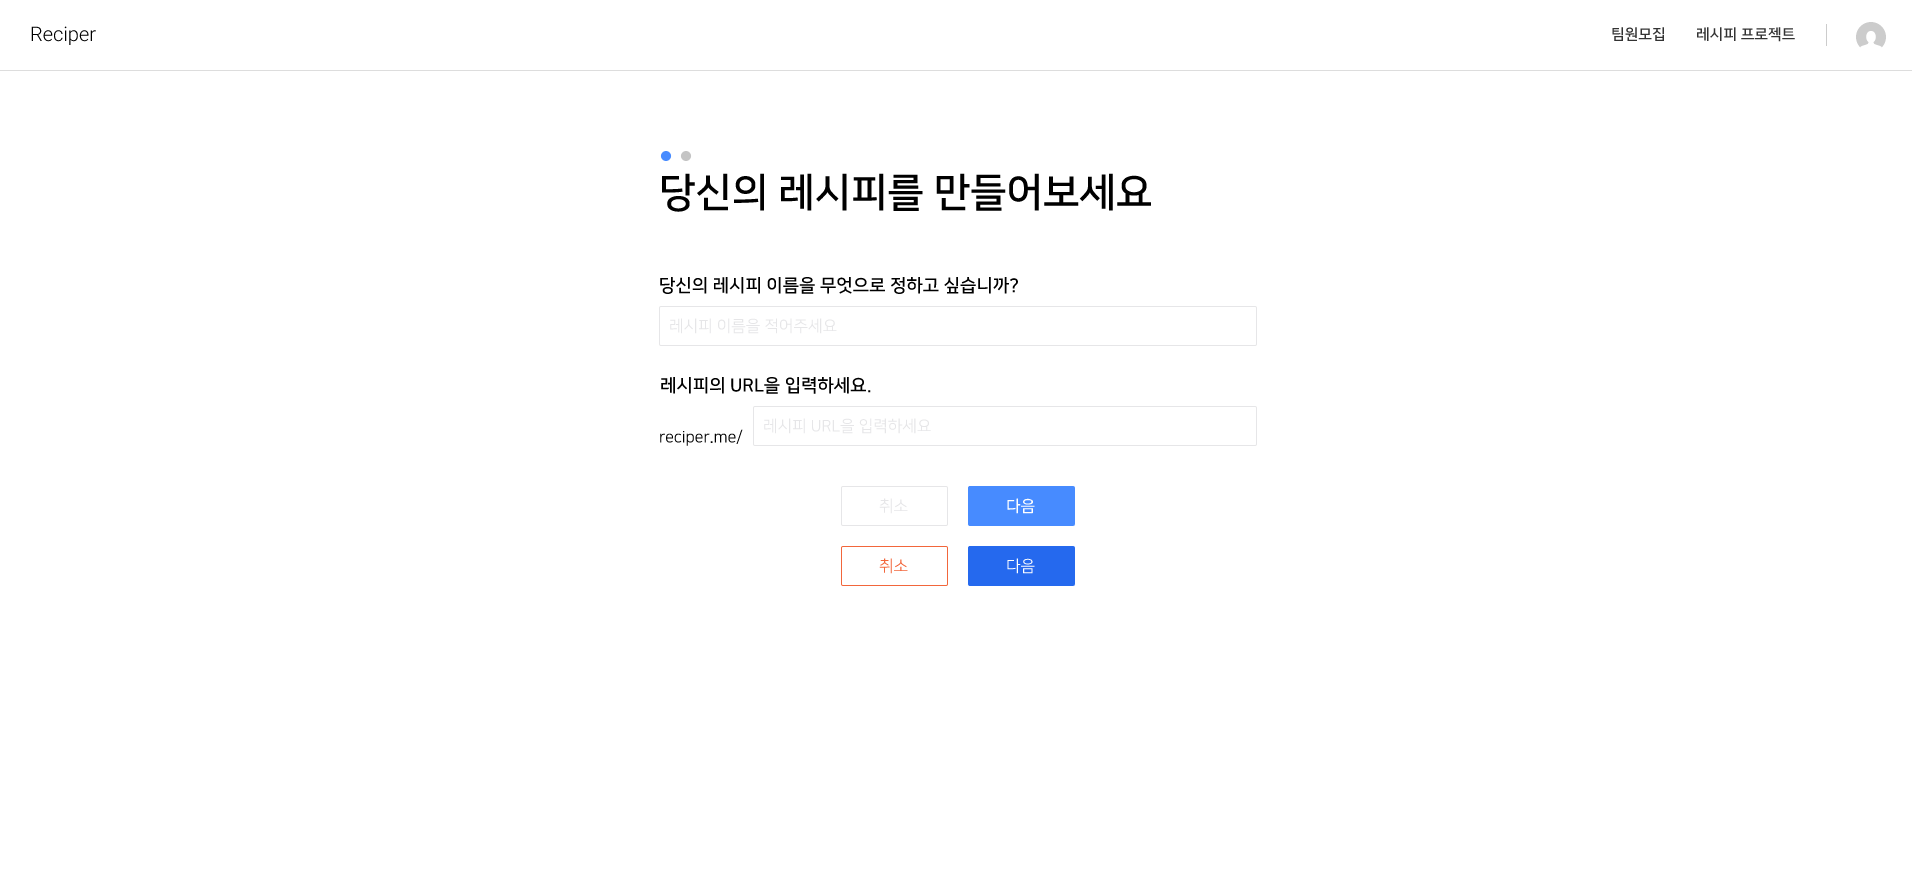 Reciper
팀원모집
레시피 프로젝트
당신의 레시피를 만들어보세요
당신의 레시피 이름을 무엇으로 정하고 싶습니까?
레시피 이름을 적어주세요
레시피의 URL을 입력하세요.
reciper.me/
레시피 URL을 입력하세요
취소
다음
취소
다음